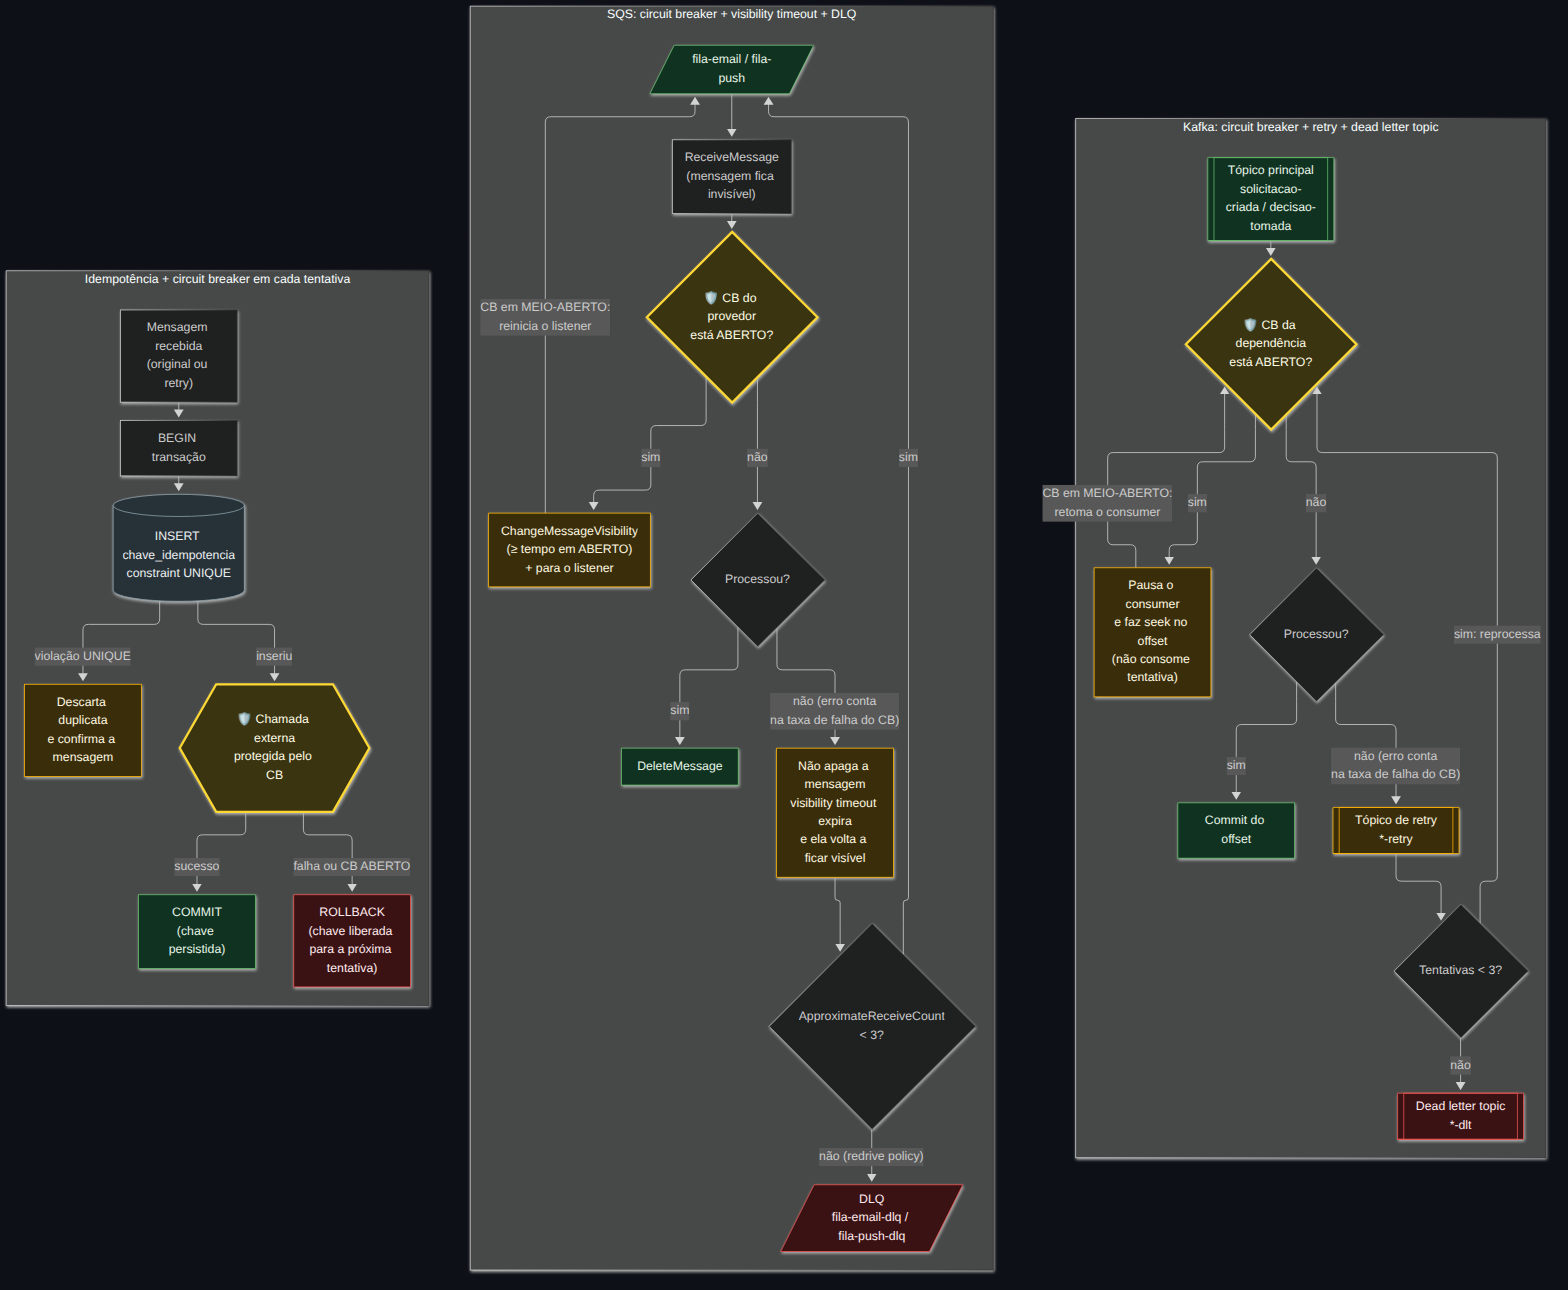 Idempotência + circuit breaker em cada tentativa
Mensagem
recebida
(original ou
retry)
BEGIN
transação
INSERT
chave_idempotencia
constraint UNIQUE
violação UNIQUE
inseriu
Descarta
duplicata
e confirma a
mensagem
🛡️ Chamada
externa
protegida pelo
CB
sucesso
falha ou CB ABERTO
COMMIT
(chave
persistida)
ROLLBACK
(chave liberada
para a próxima
tentativa)
SQS: circuit breaker + visibility timeout + DLQ
fila-email / fila-
push
ReceiveMessage
(mensagem fica
invisível)
CB em MEIO-ABERTO:
reinicia o listener
🛡️ CB do
provedor
está ABERTO?
sim
não
sim
ChangeMessageVisibility
(≥ tempo em ABERTO)
+ para o listener
Processou?
sim
não (erro conta
na taxa de falha do CB)
DeleteMessage
Não apaga a
mensagem
visibility timeout
expira
e ela volta a
ficar visível
ApproximateReceiveCount
< 3?
não (redrive policy)
DLQ
fila-email-dlq /
fila-push-dlq
Kafka: circuit breaker + retry + dead letter topic
Tópico principal
solicitacao-
criada / decisao-
tomada
🛡️ CB da
dependência
está ABERTO?
CB em MEIO-ABERTO:
retoma o consumer
sim
não
Pausa o
consumer
e faz seek no
offset
(não consome
tentativa)
Processou?
sim: reprocessa
sim
não (erro conta
na taxa de falha do CB)
Commit do
offset
Tópico de retry
*-retry
Tentativas < 3?
não
Dead letter topic
*-dlt